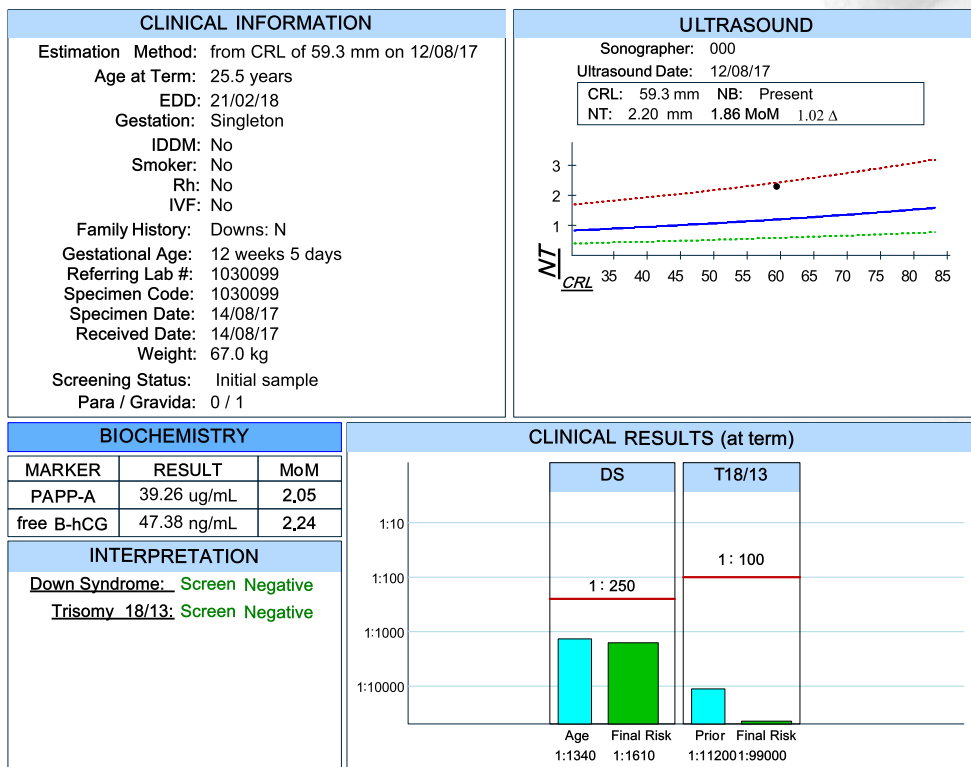 CLINICAL INFORMATION
Estimation Method: from CRL of 59.3 mm on 12/08/17
Age at Term: 25.5 years
EDD: 21/02/18
Gestation: Singleton
IDDM: No
Smoker: No
Rh: No
IVF: No
Family History: Downs: N
Gestational Age: 12 weeks 5 days
Referring Lab #: 1030099
Specimen Code: 1030099
Specimen Date: 14/08/17
Received Date: 14/08/17
Weight: 67.0 kg
Screening Status: Initial sample
Para / Gravida: 0 / 1
ULTRASOUND
Sonographer: 000
Ultrasound Date: 12/08/17
CRL: 59.3 mm NB: Present
NT: 2.20 mm 1.86 MoM 1.02 Δ
3
2
1
NT
CRL
35 40 45 50 55 60 65 70 75 80 85
BIOCHEMISTRY
MARKER RESULT MoM
PAPP-A 39.26 ug/mL 2.05
free B-hCG 47.38 ng/mL 2.24
INTERPRETATION
Down Syndrome: Screen Negative
Trisomy 18/13: Screen Negative
CLINICAL RESULTS (at term)
DS T18/13
1:10
1:100
1:1000
1:10000
1 : 250
1 : 100
Age Final Risk Prior Final Risk
1:1340 1:1610 1:11200 1:99000